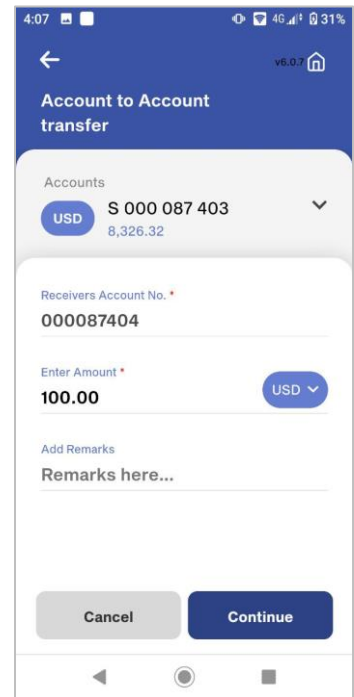 4:07 4G 31%
v6.0.7
Account to Account
transfer
Accounts
USD
S 000 087 403
8,326.32
Receivers Account No. *
000087404
Enter Amount *
100.00
USD
Add Remarks
Remarks here...
Cancel Continue